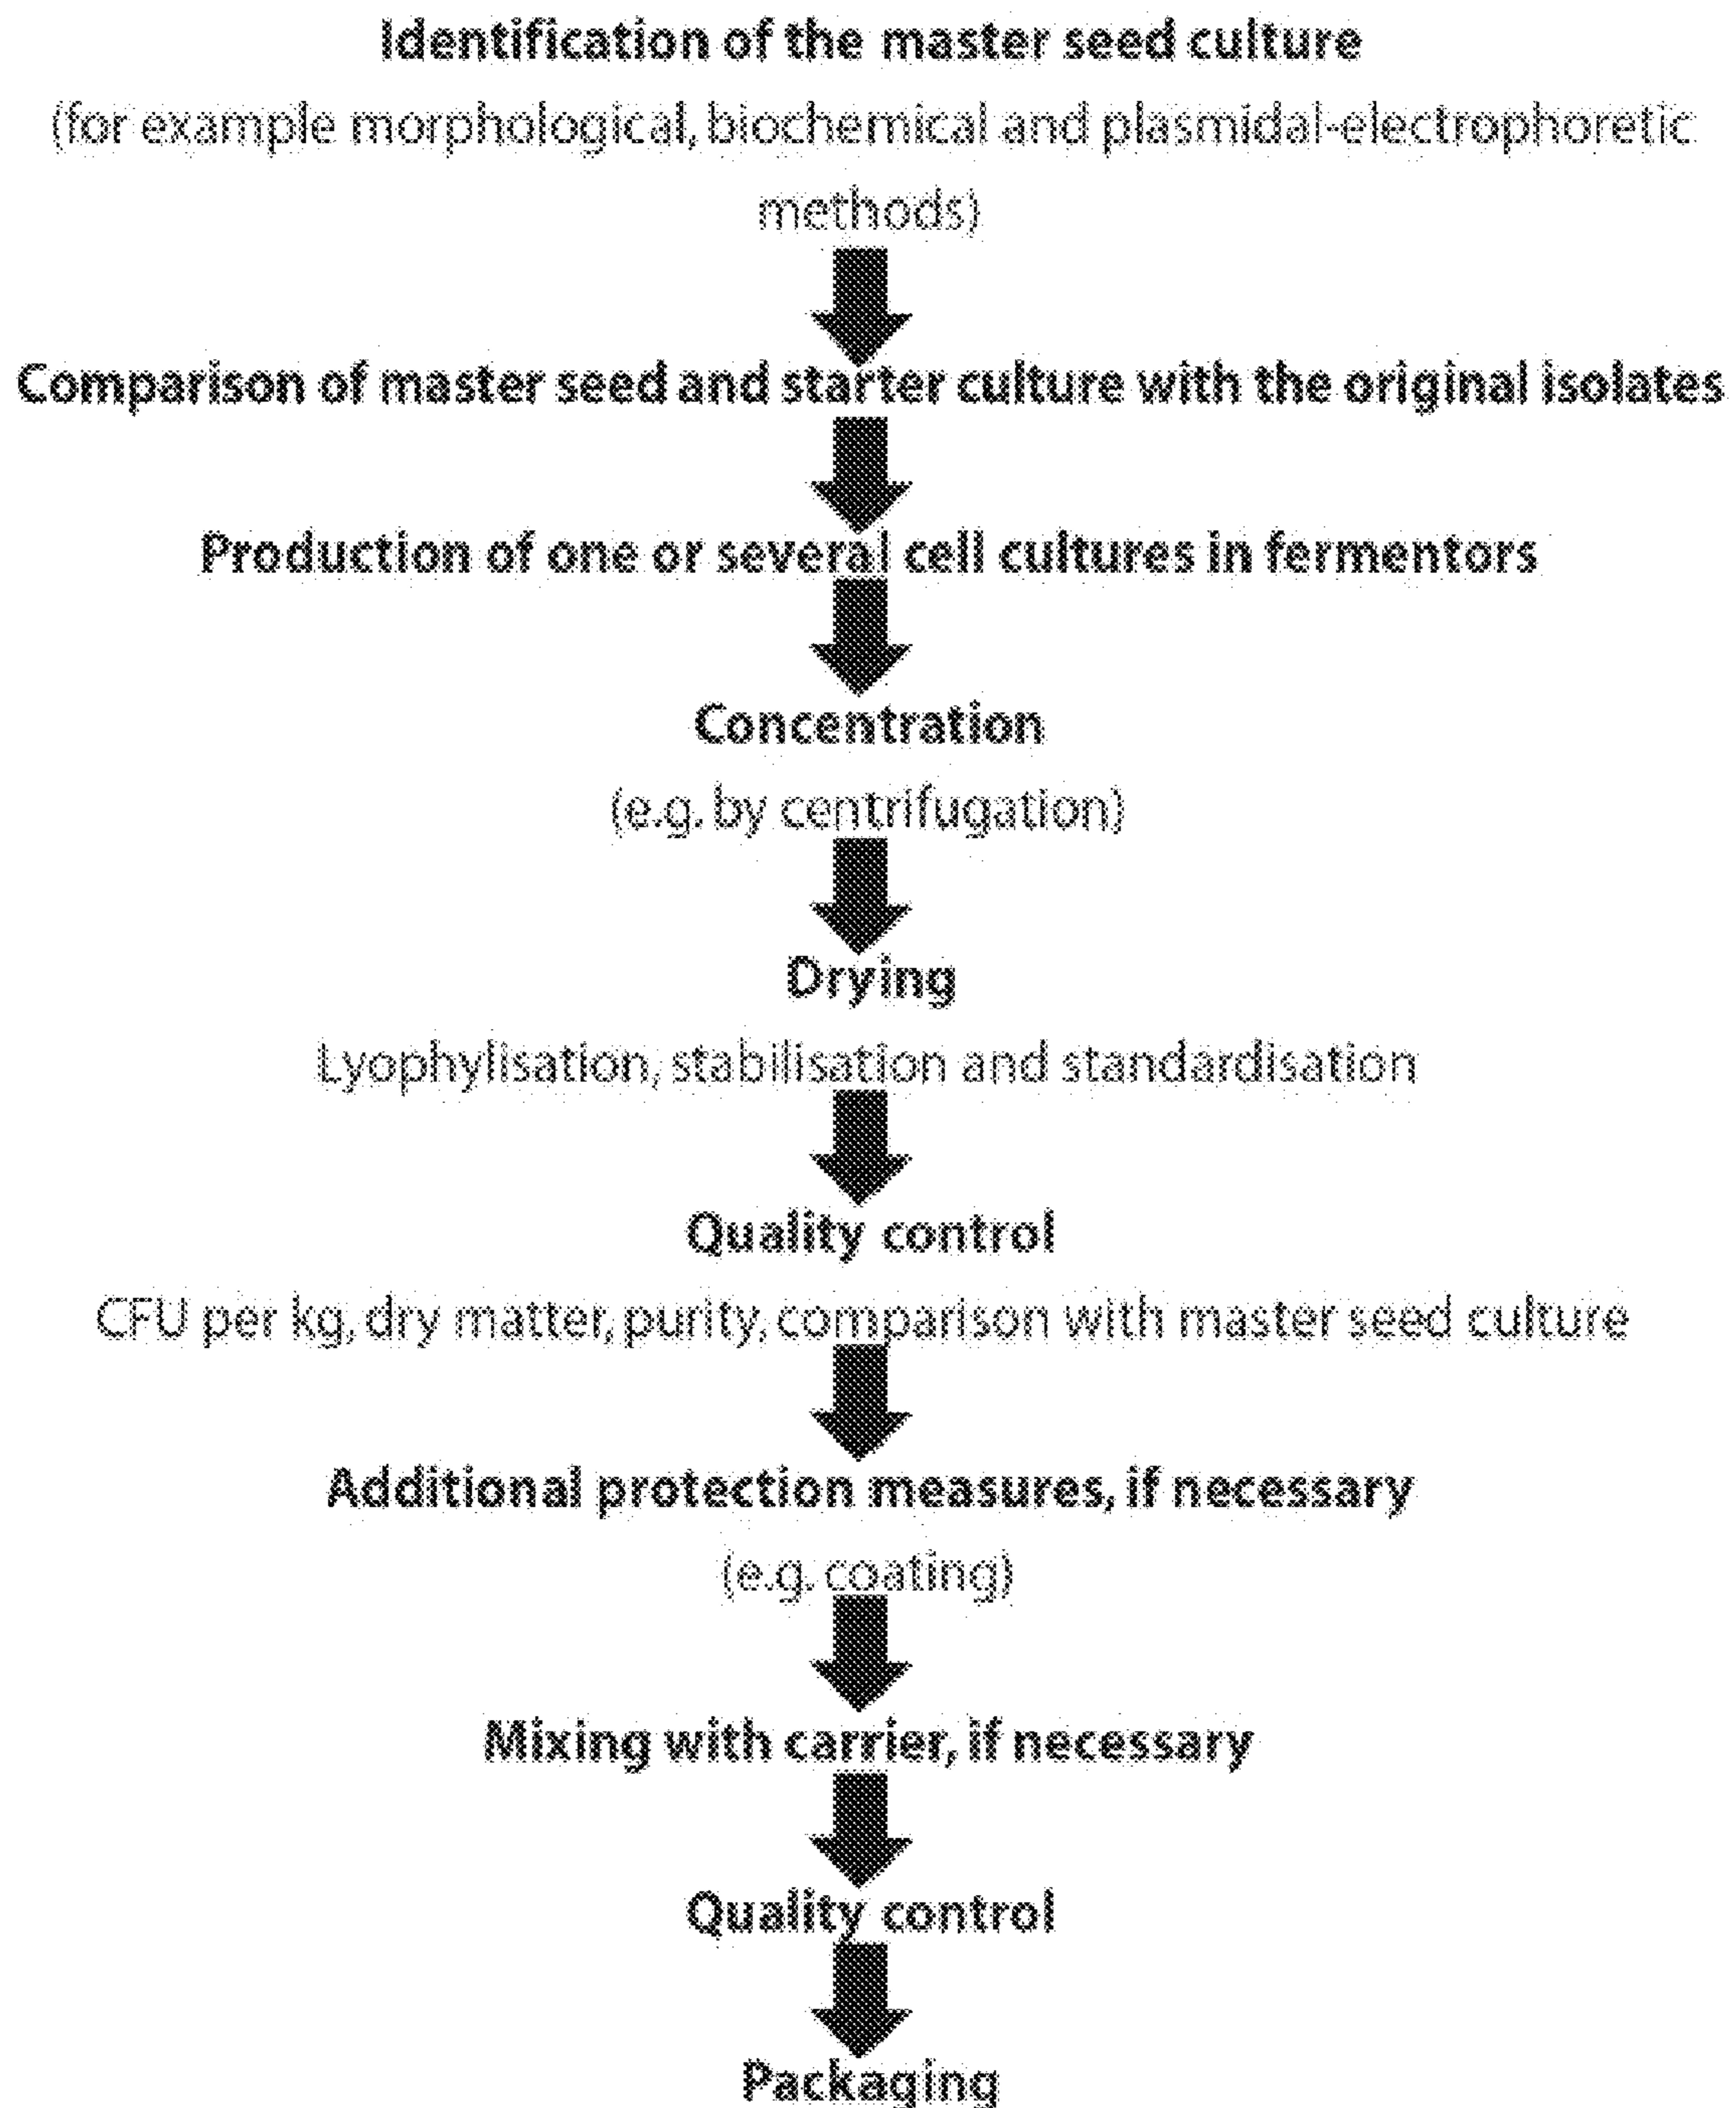 Identification of the master seed culture
(for example morphological, biochemical and plasmidal-electrophoretic
methods)
Comparison of master seed and starter culture with the original isolates
Production of one or several cell cultures in fermentors
Concentration
(e.g. by centrifugation)
Drying
Lyophylisation, stabilisation and standardisation
Quality control
CFU per kg, dry matter, purity, comparison with master seed culture
Additional protection measures, if necessary
(e.g. coating)
Mixing with carrier, if necessary
Quality control
Packaging